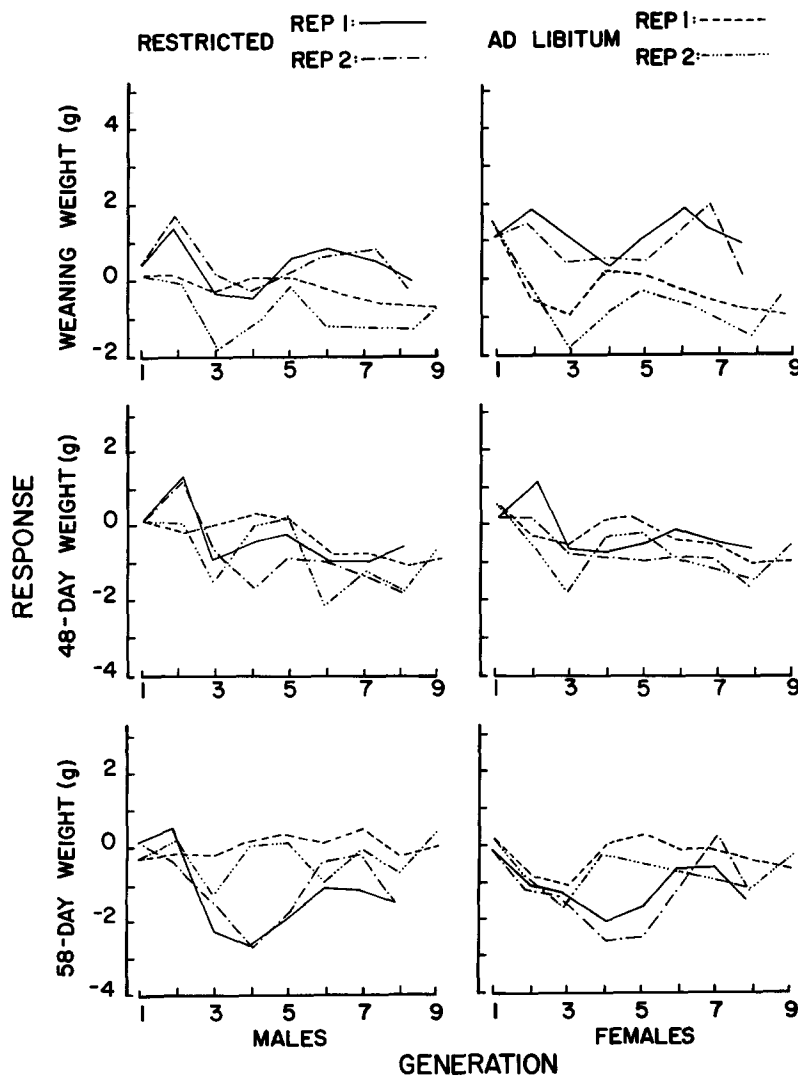 RESTRICTED REP 1: REP 2:
AD LIBITUM REP 1: REP 2:
RESPONSE
WEANING WEIGHT (g)
4
2
0
-2
1 3 5 7 9
1 3 5 7 9
48-DAY WEIGHT (g)
2
0
-2
-4
1 3 5 7 9
1 3 5 7 9
58-DAY WEIGHT (g)
2
0
-2
-4
1 3 5 7 9
1 3 5 7 9
MALES
FEMALES
GENERATION